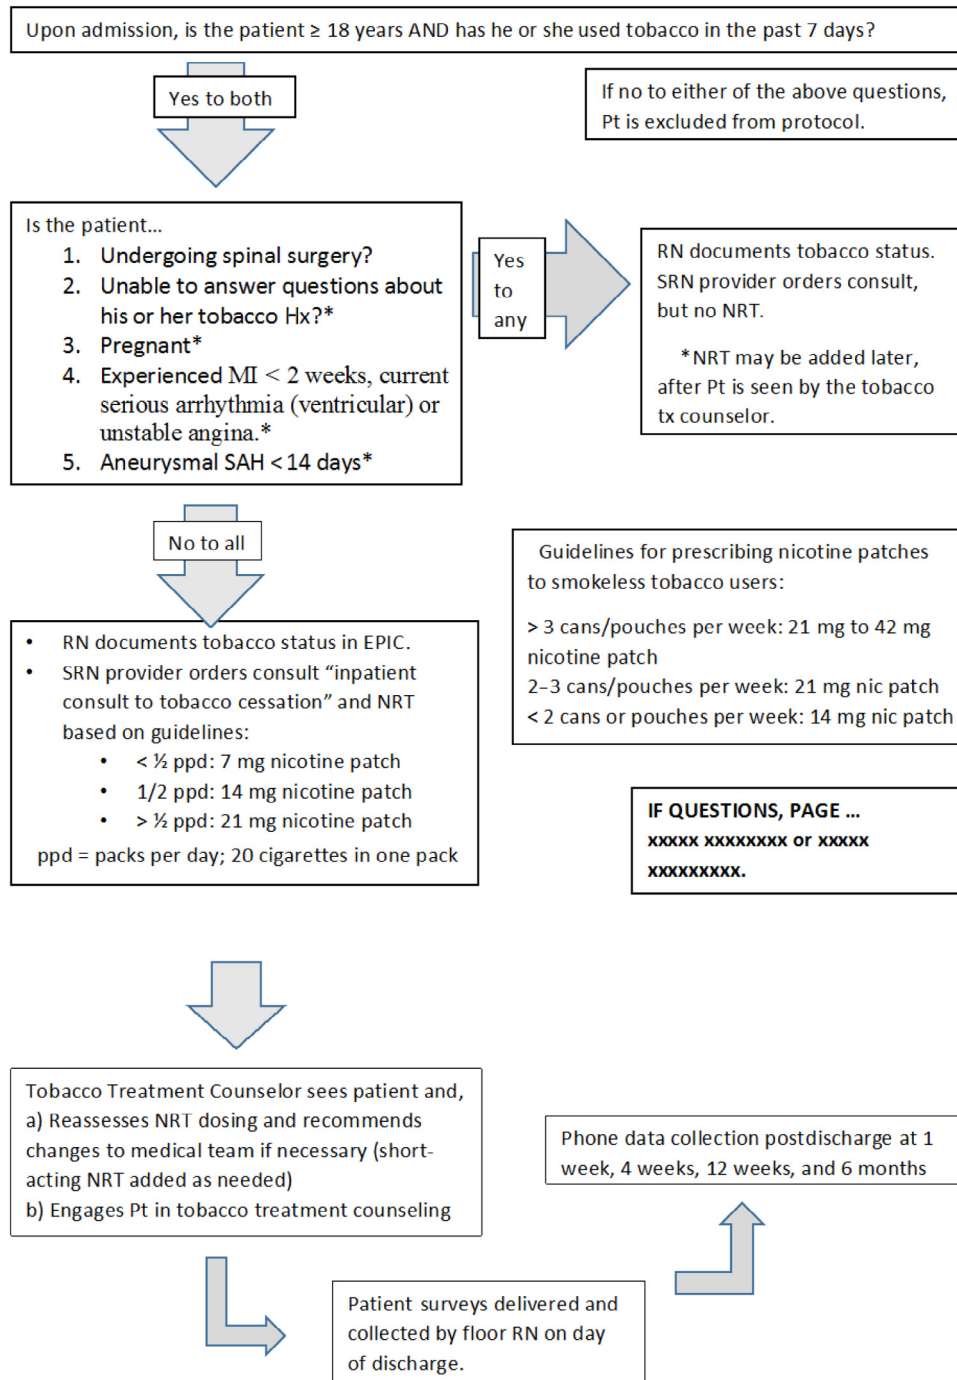 Upon admission, is the patient ≥ 18 years AND has he or she used tobacco in the past 7 days?
Yes to both
If no to either of the above questions,
Pt is excluded from protocol.
Is the patient...
1. Undergoing spinal surgery?
2. Unable to answer questions about
his or her tobacco Hx?*
3. Pregnant*
4. Experienced MI < 2 weeks, current
serious arrhythmia (ventricular) or
unstable angina.*
5. Aneurysmal SAH < 14 days*
Yes
to
any
RN documents tobacco status.
SRN provider orders consult,
but no NRT.
*NRT may be added later,
after Pt is seen by the tobacco
tx counselor.
No to all
Guidelines for prescribing nicotine patches
to smokeless tobacco users:
> 3 cans/pouches per week: 21 mg to 42 mg
nicotine patch
2–3 cans/pouches per week: 21 mg nic patch
< 2 cans or pouches per week: 14 mg nic patch
• RN documents tobacco status in EPIC.
• SRN provider orders consult “inpatient
consult to tobacco cessation” and NRT
based on guidelines:
• < ½ ppd: 7 mg nicotine patch
• 1/2 ppd: 14 mg nicotine patch
• > ½ ppd: 21 mg nicotine patch
ppd = packs per day; 20 cigarettes in one pack
IF QUESTIONS, PAGE ...
xxxxx xxxxxxxx or xxxxx
xxxxxxxxx.
Tobacco Treatment Counselor sees patient and,
a) Reassesses NRT dosing and recommends
changes to medical team if necessary (short-
acting NRT added as needed)
b) Engages Pt in tobacco treatment counseling
Phone data collection postdischarge at 1
week, 4 weeks, 12 weeks, and 6 months
Patient surveys delivered and
collected by floor RN on day
of discharge.